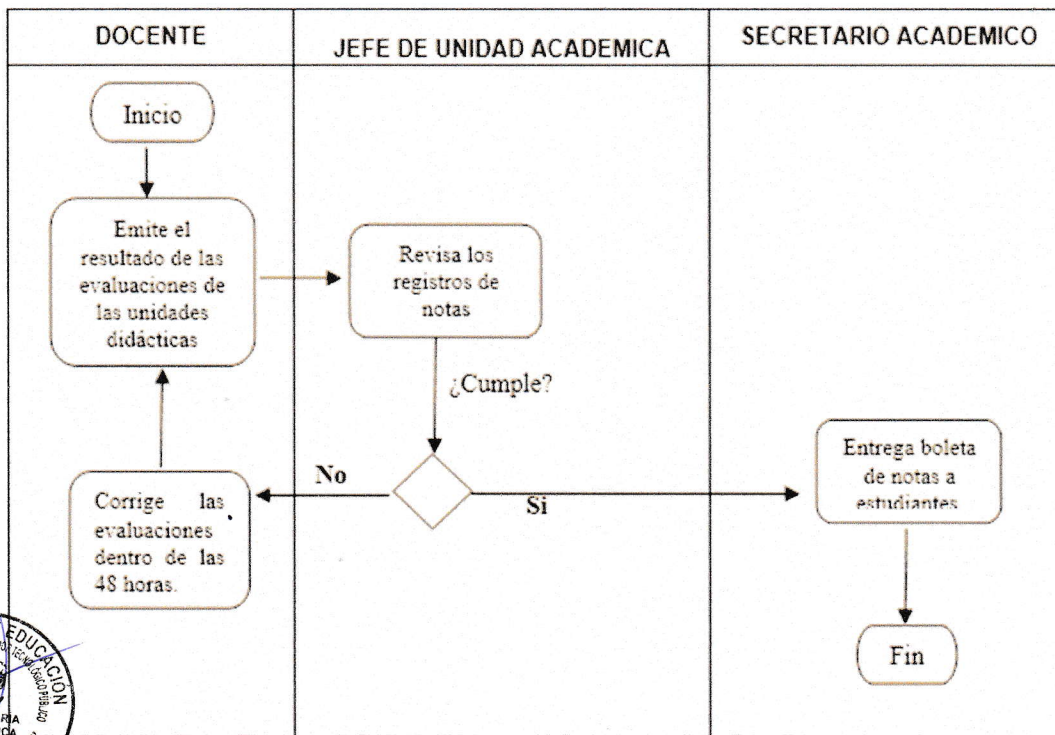 DOCENTE
JEFE DE UNIDAD ACADEMICA
SECRETARIO ACADEMICO
Inicio
Emite el
resultado de las
evaluaciones de
las unidades
didácticas
Revisa los
registros de
notas
¿Cumple?
No
Si
Corrige las
evaluaciones
dentro de las
48 horas.
Entrega boleta
de notas a
estudiantes
Fin
EDUCACIÓN